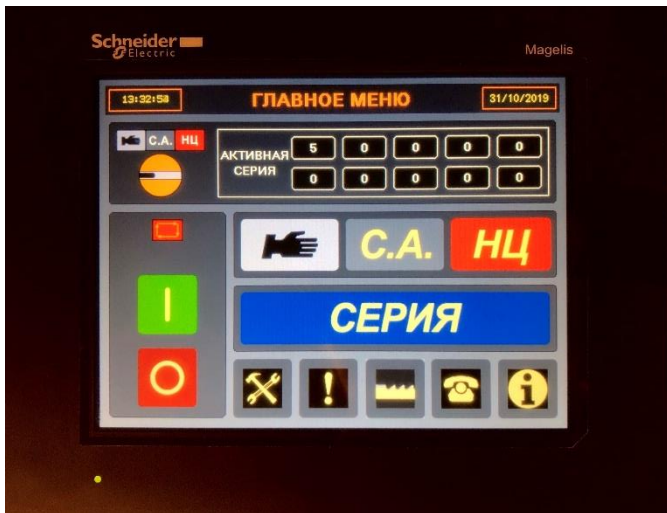 Schneider
Electric
Magelis
13:32:58
ГЛАВНОЕ МЕНЮ
31/10/2019
С.А. НЦ
АКТИВНАЯ СЕРИЯ
5 0 0 0 0
0 0 0 0 0
С.А. НЦ
СЕРИЯ